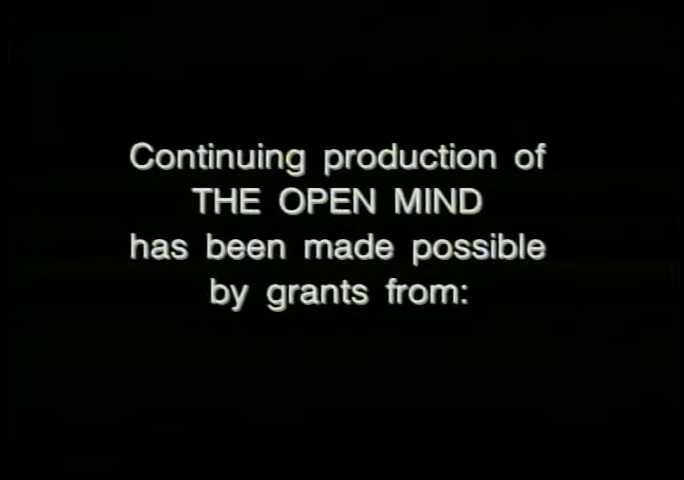 Continuing production of
THE OPEN MIND
has been made possible
by grants from: